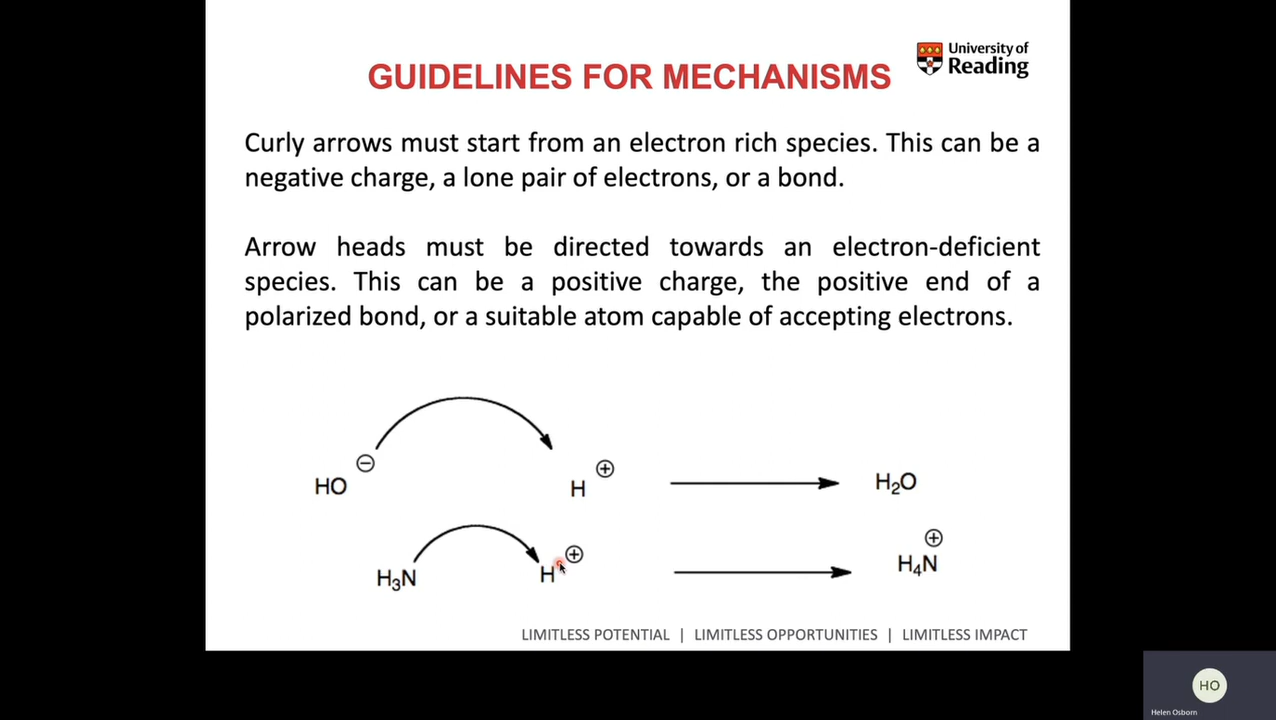 University of
Reading
GUIDELINES FOR MECHANISMS
Curly arrows must start from an electron rich species. This can be a
negative charge, a lone pair of electrons, or a bond.
Arrow heads must be directed towards an electron-deficient
species. This can be a positive charge, the positive end of a
polarized bond, or a suitable atom capable of accepting electrons.
HO⊖ H⊕ H₂O
H₃N H⊕ H₄N⊕
LIMITLESS POTENTIAL | LIMITLESS OPPORTUNITIES | LIMITLESS IMPACT
HO
Helen Osborn